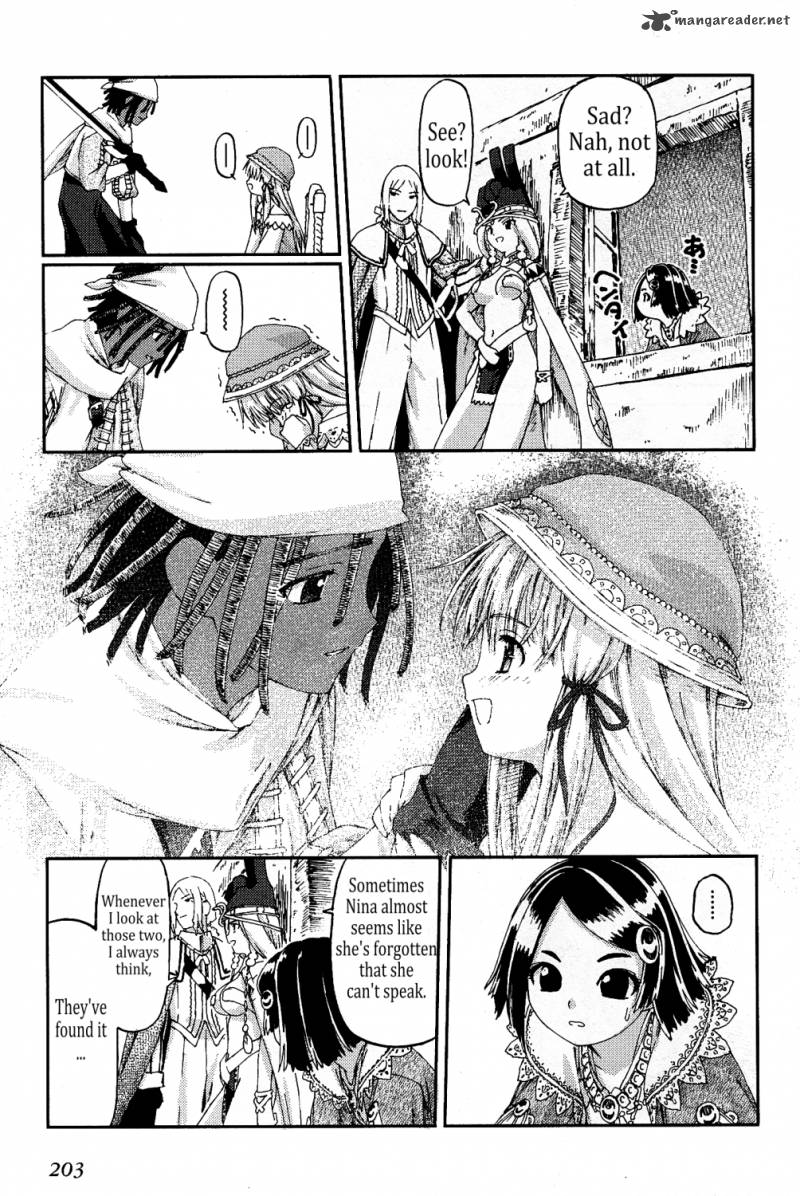 mangareader.net
Sad?
Nah, not
at all.
See?
look!
あ…
Sometimes
Nina almost
seems like
she's forgotten
that she
can't speak.
Whenever
I look at
those two,
I always
think,
They've
found it
...
203